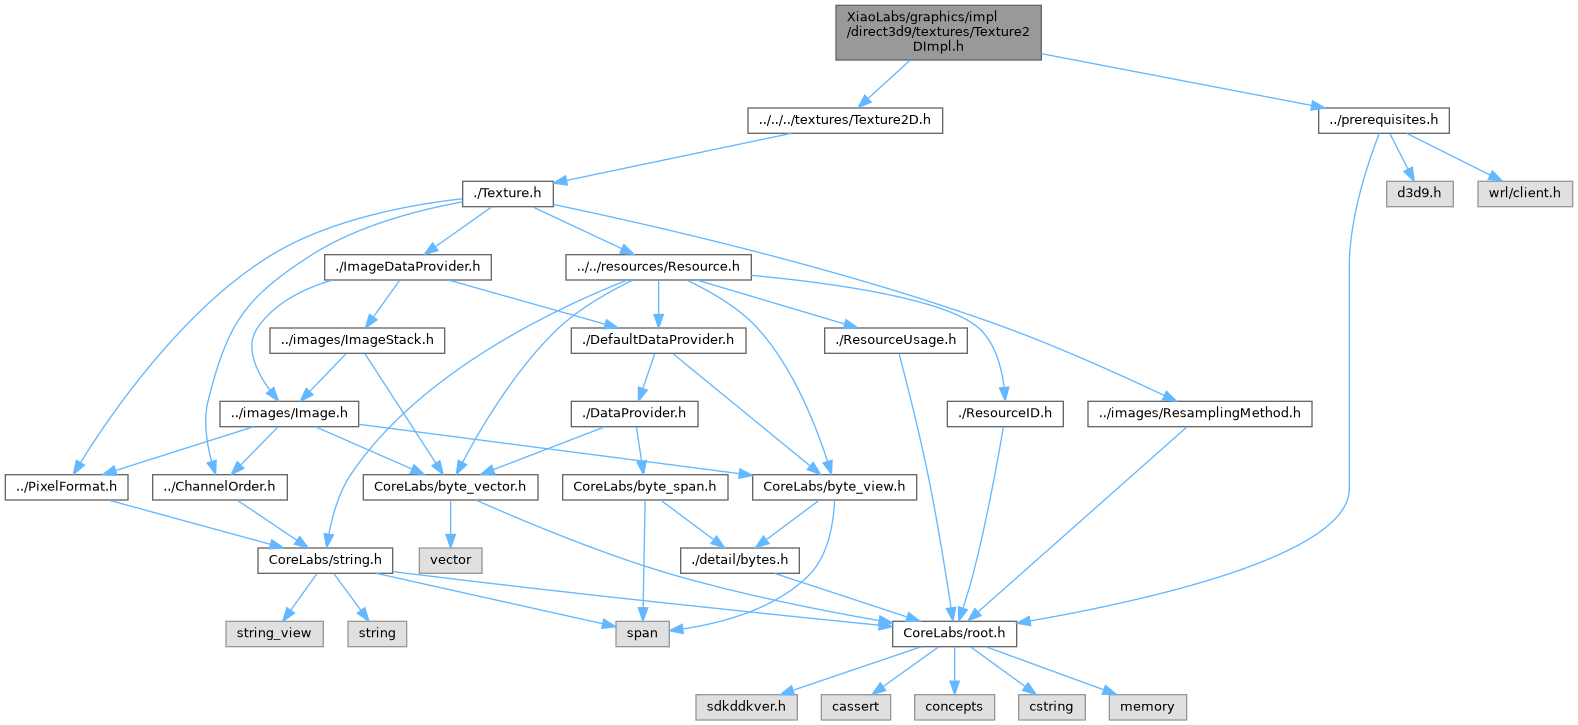 XiaoLabs/graphics/impl
/direct3d9/textures/Texture2
DImpl.h
../../../textures/Texture2D.h
../prerequisites.h
./Texture.h
d3d9.h
wrl/client.h
./ImageDataProvider.h
../../resources/Resource.h
../images/ImageStack.h
./DefaultDataProvider.h
./ResourceUsage.h
../images/Image.h
./DataProvider.h
./ResourceID.h
../images/ResamplingMethod.h
../PixelFormat.h
../ChannelOrder.h
CoreLabs/byte_vector.h
CoreLabs/byte_span.h
CoreLabs/byte_view.h
CoreLabs/string.h
vector
./detail/bytes.h
string_view
string
span
CoreLabs/root.h
sdkddkver.h
cassert
concepts
cstring
memory